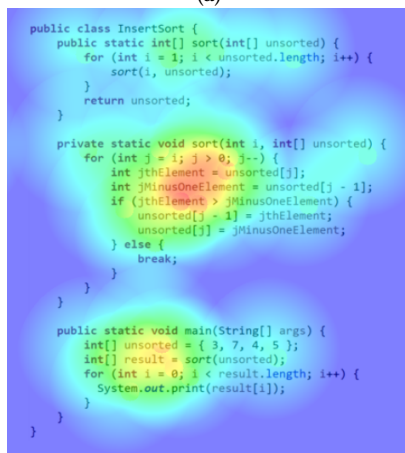 (a)
public class InsertSort {
    public static int[] sort(int[] unsorted) {
        for (int i = 1; i < unsorted.length; i++) {
            sort(i, unsorted);
        }
        return unsorted;
    }
    private static void sort(int i, int[] unsorted) {
        for (int j = i; j > 0; j--) {
            int jthElement = unsorted[j];
            int jMinusOneElement = unsorted[j - 1];
            if (jthElement > jMinusOneElement) {
                unsorted[j - 1] = jthElement;
                unsorted[j] = jMinusOneElement;
            } else {
                break;
            }
        }
    }
    public static void main(String[] args) {
        int[] unsorted = { 3, 7, 4, 5 };
        int[] result = sort(unsorted);
        for (int i = 0; i < result.length; i++) {
          System.out.print(result[i]);
        }
    }
}